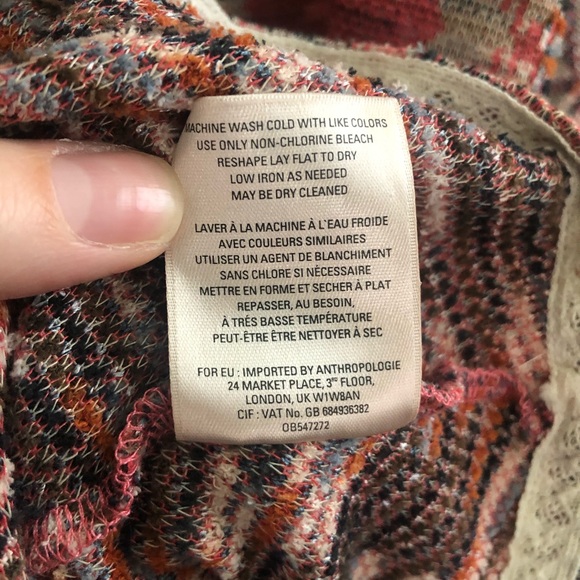 MACHINE WASH COLD WITH LIKE COLORS
USE ONLY NON-CHLORINE BLEACH
RESHAPE LAY FLAT TO DRY
LOW IRON AS NEEDED
MAY BE DRY CLEANED
LAVER À LA MACHINE À L'EAU FROIDE
AVEC COULEURS SIMILAIRES
UTILISER UN AGENT DE BLANCHIMENT
SANS CHLORE SI NÉCESSAIRE
METTRE EN FORME ET SECHER À PLAT
REPASSER, AU BESOIN,
À TRÉS BASSE TEMPÉRATURE
PEUT-ÊTRE ÊTRE NETTOYER À SEC
FOR EU : IMPORTED BY ANTHROPOLOGIE
24 MARKET PLACE, 3RD FLOOR,
LONDON, UK W1W8AN
CIF : VAT No. GB 684936382
OB547272